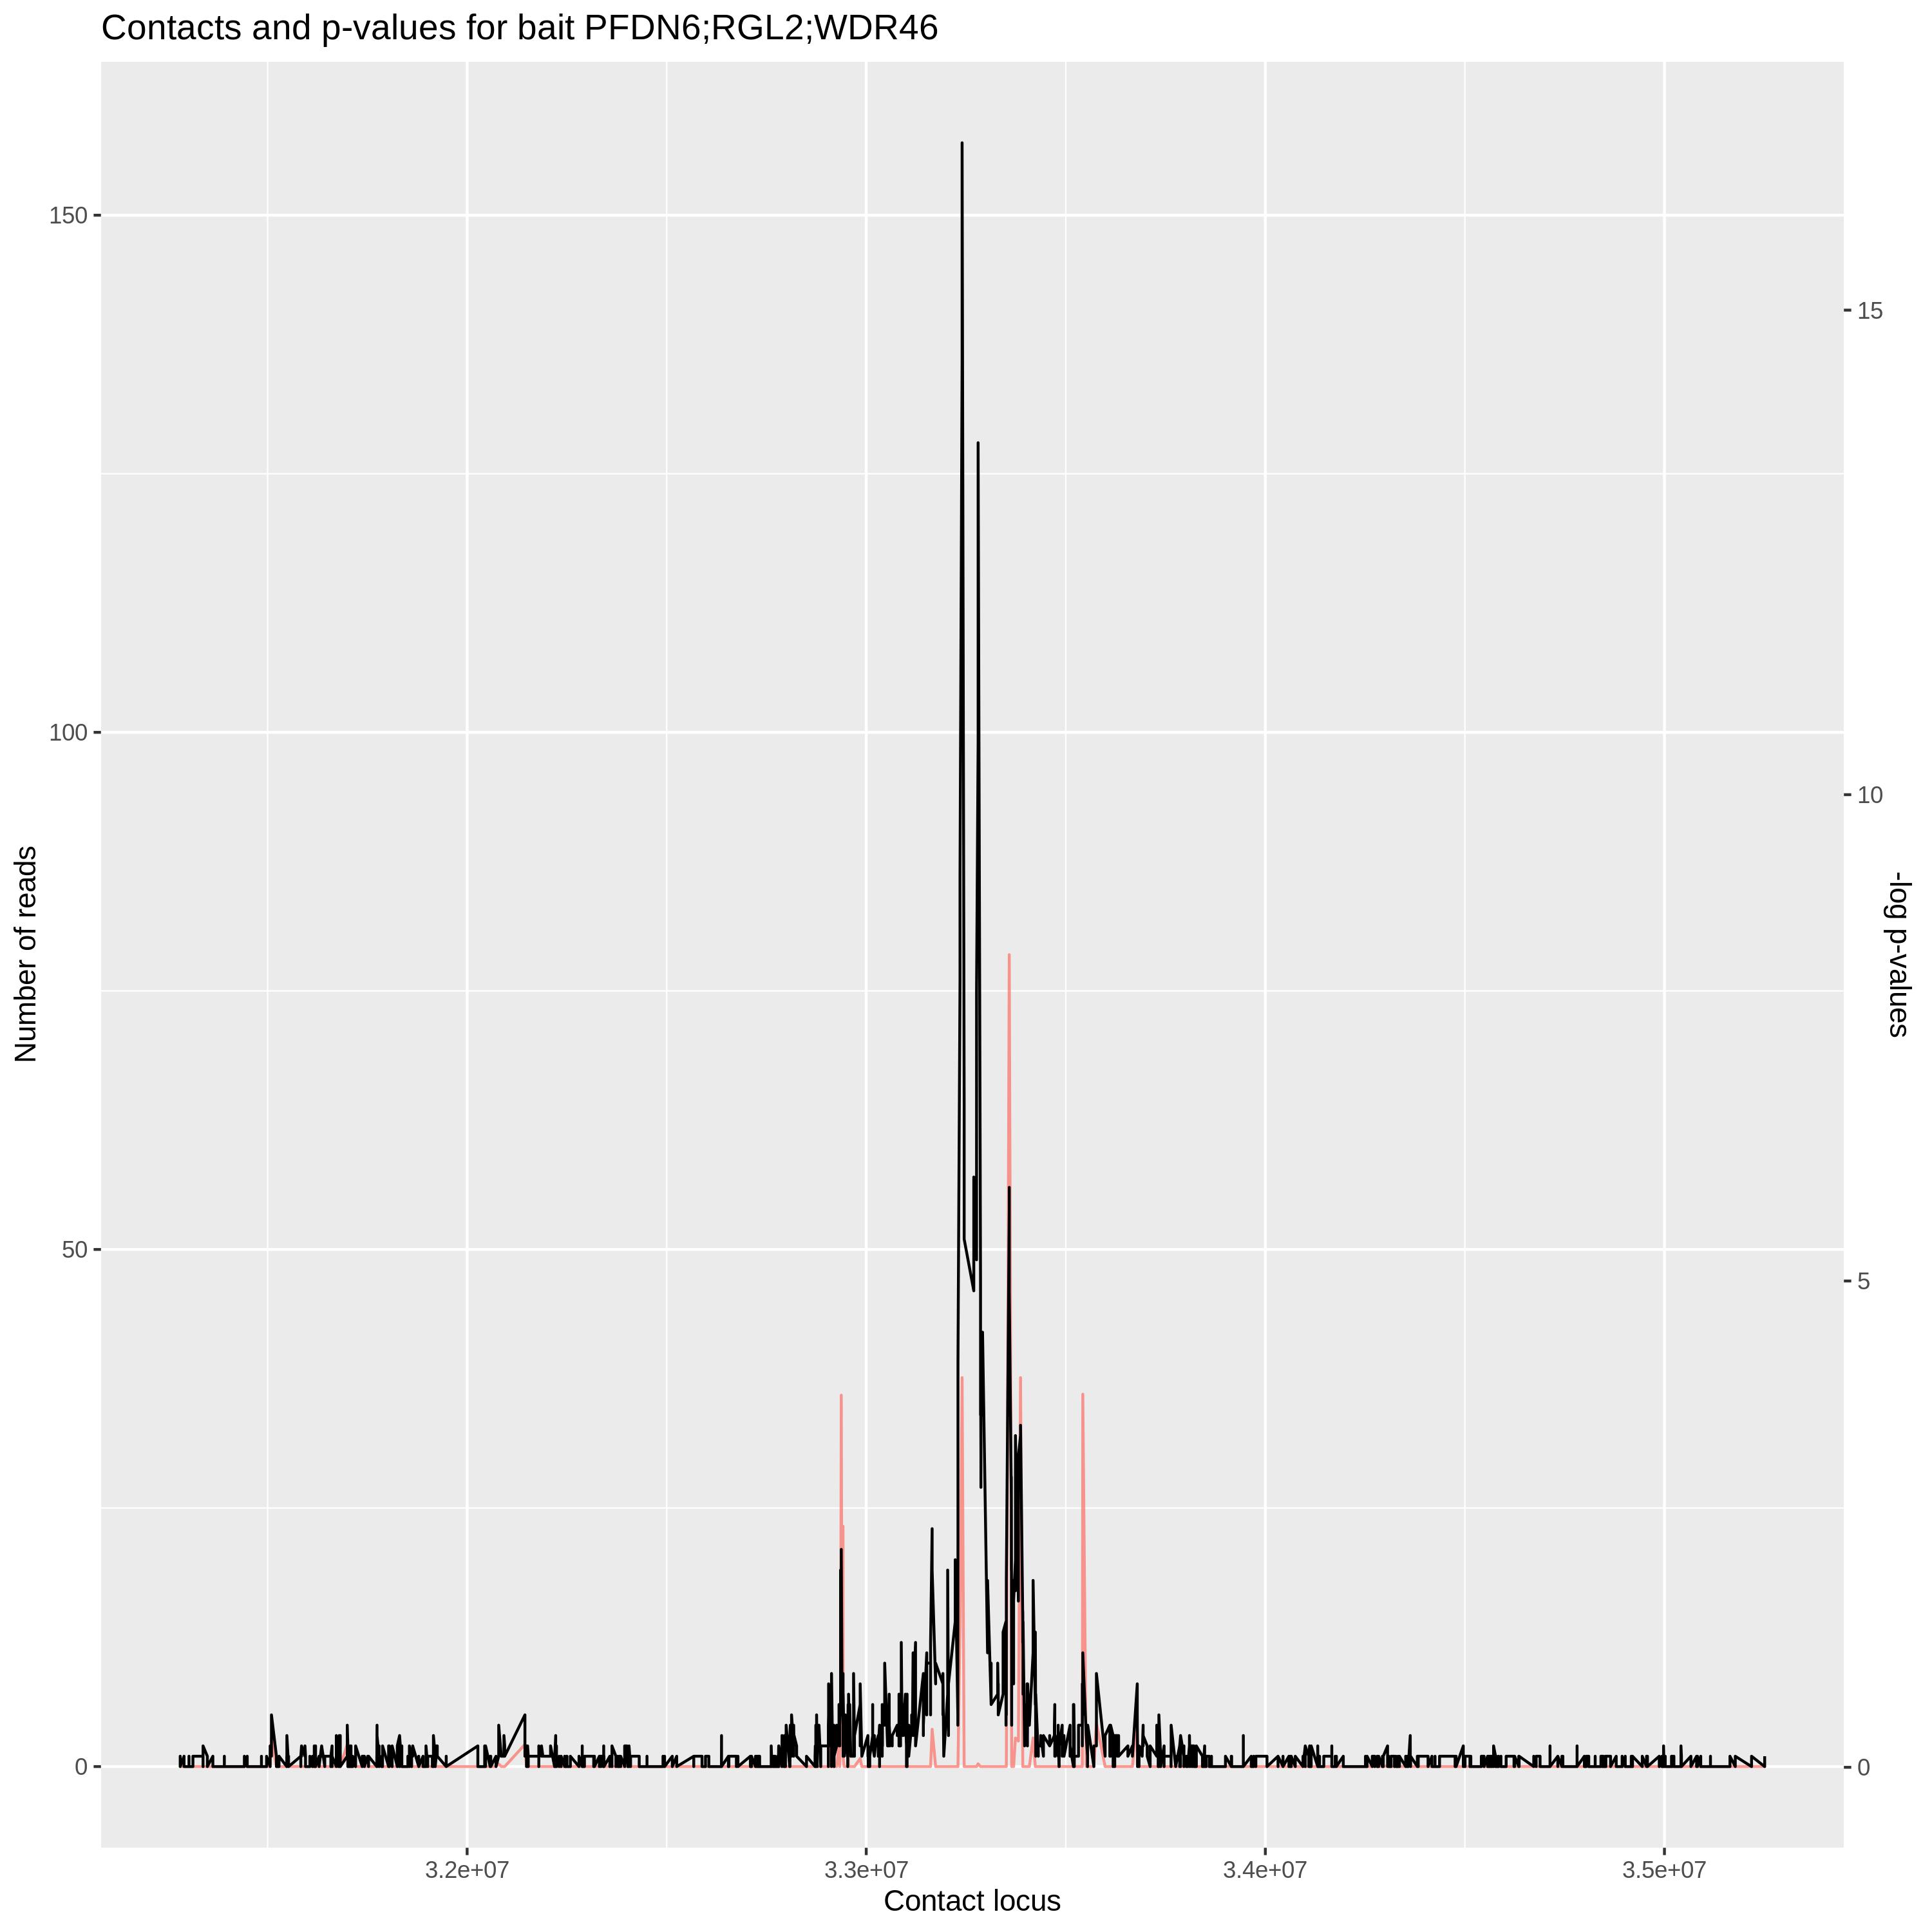 Contacts and p-values for bait PFDN6;RGL2;WDR46
150
100
50
0
Number of reads
15
10
5
0
-log p-values
3.2e+07
3.3e+07
3.4e+07
3.5e+07
Contact locus